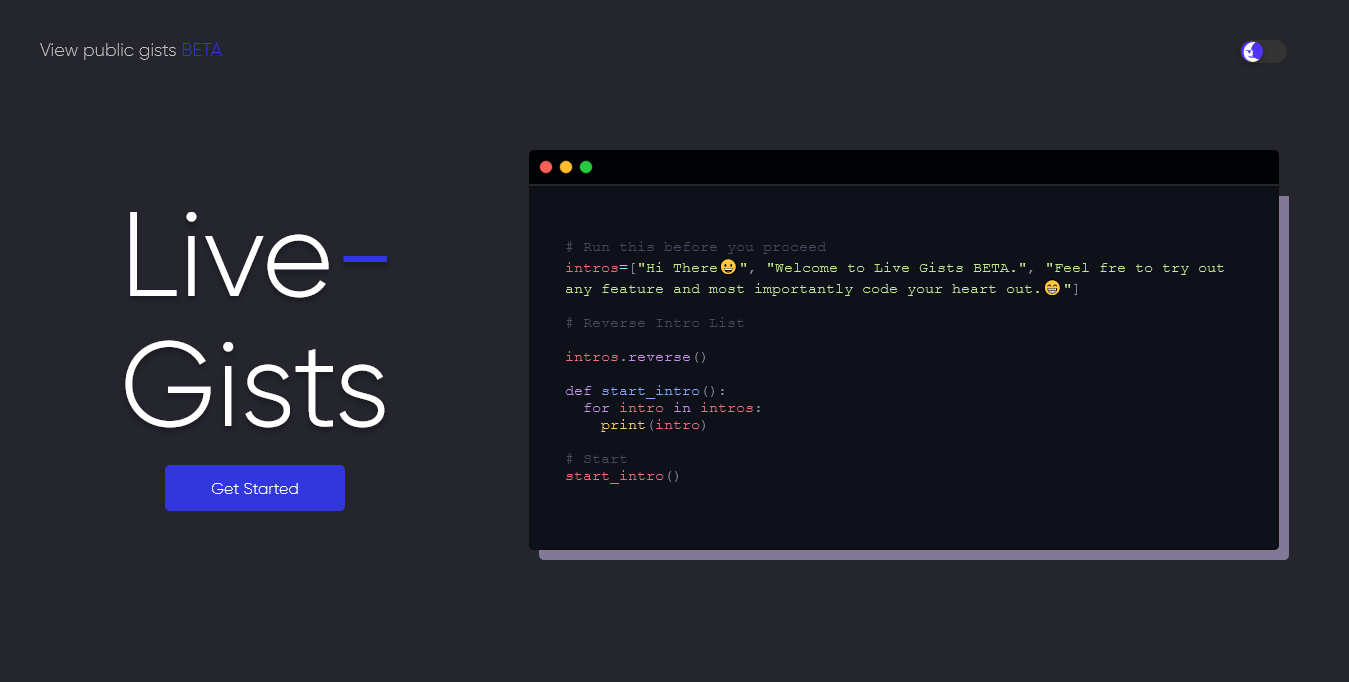 View public gists BETA
Live-
Gists
Get Started
# Run this before you proceed
intros=["Hi There😀", "Welcome to Live Gists BETA.", "Feel fre to try out
any feature and most importantly code your heart out.😁"]
# Reverse Intro List
intros.reverse()
def start_intro():
  for intro in intros:
    print(intro)
# Start
start_intro()